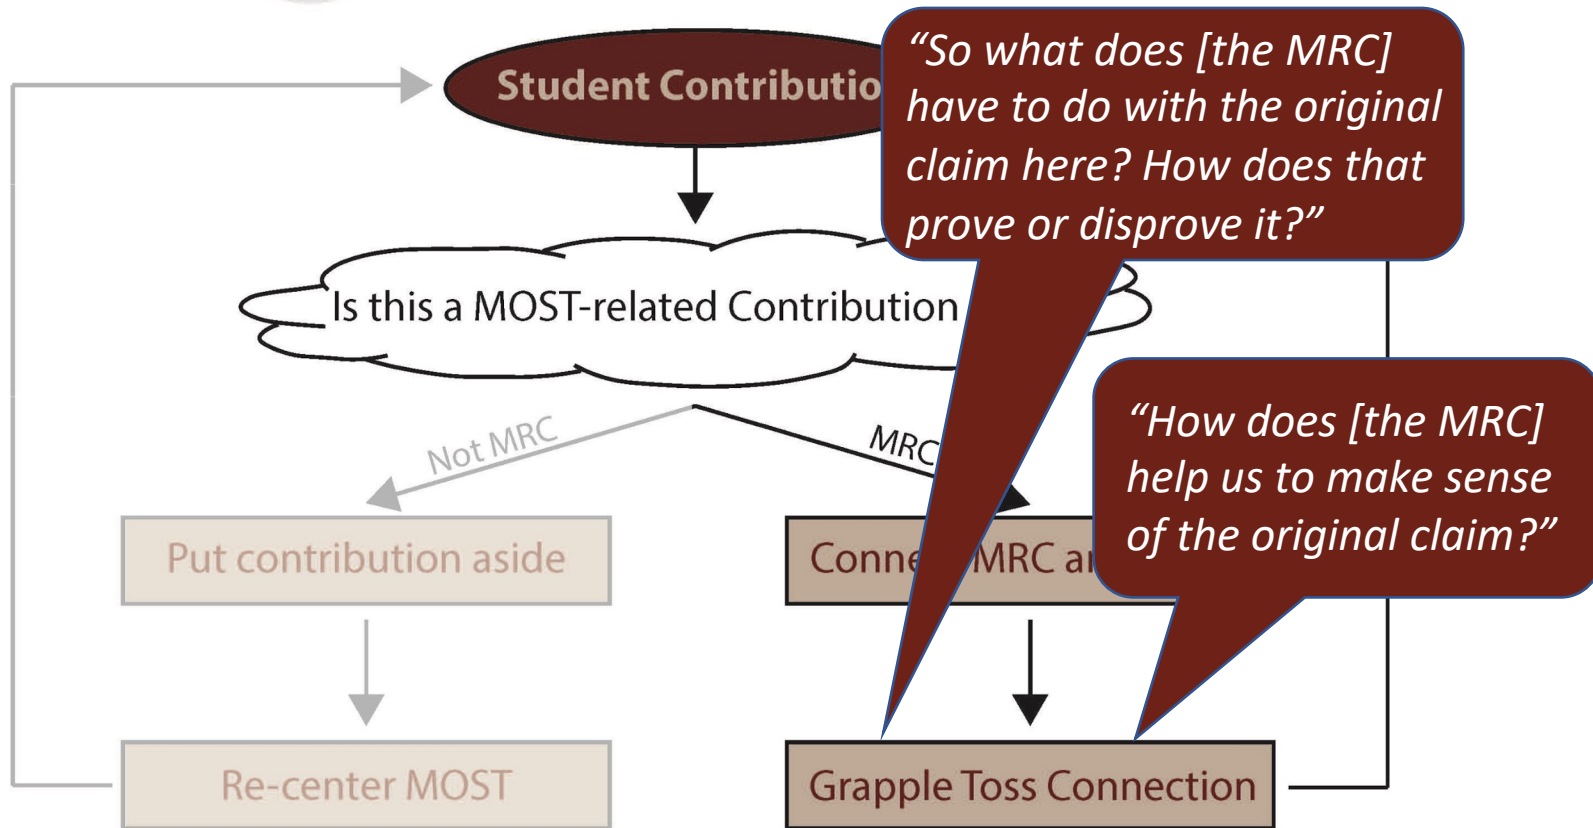 Student Contributio
“So what does [the MRC]
have to do with the original
claim here? How does that
prove or disprove it?”
Is this a MOST-related Contribution
Not MRC
MRC
“How does [the MRC]
help us to make sense
of the original claim?”
Put contribution aside
Conne MRC a
Re-center MOST
Grapple Toss Connection